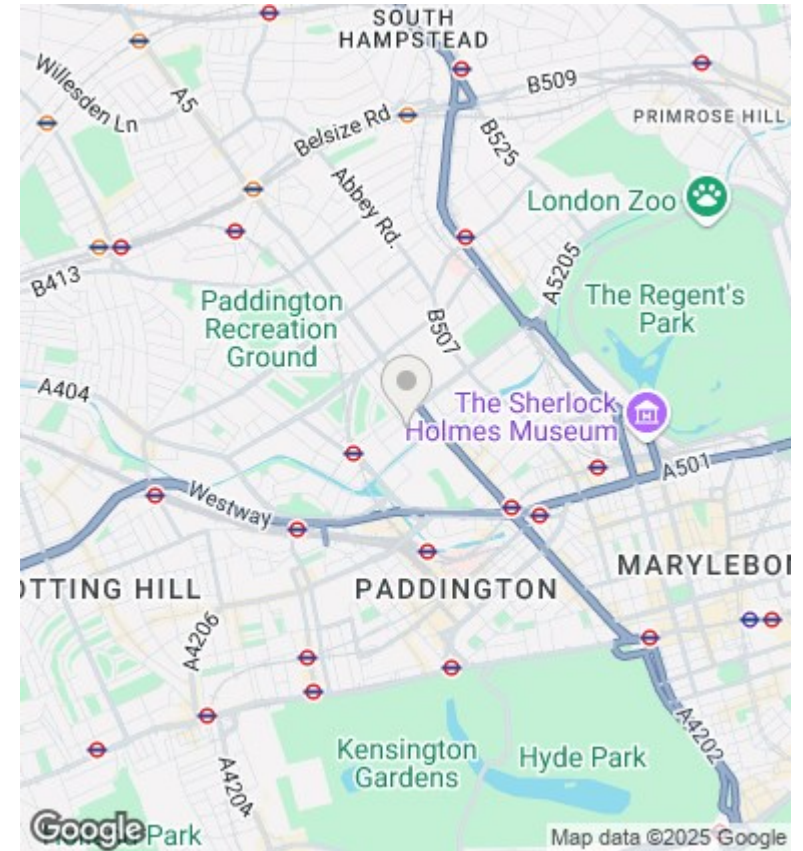 SOUTH
HAMPSTEAD
Willesden Ln
A5
B509
PRIMROSE HILL
Belsize Rd
B525
London Zoo
Abbey Rd.
A5205
B413
The Regent's
Park
Paddington
Recreation
Ground
B507
A404
The Sherlock
Holmes Museum
A501
Westway
MARYLEBON
OTTING HILL
PADDINGTON
A4206
A4202
Kensington
Gardens
Hyde Park
A4204
Google
Park
Map data ©2025 Google